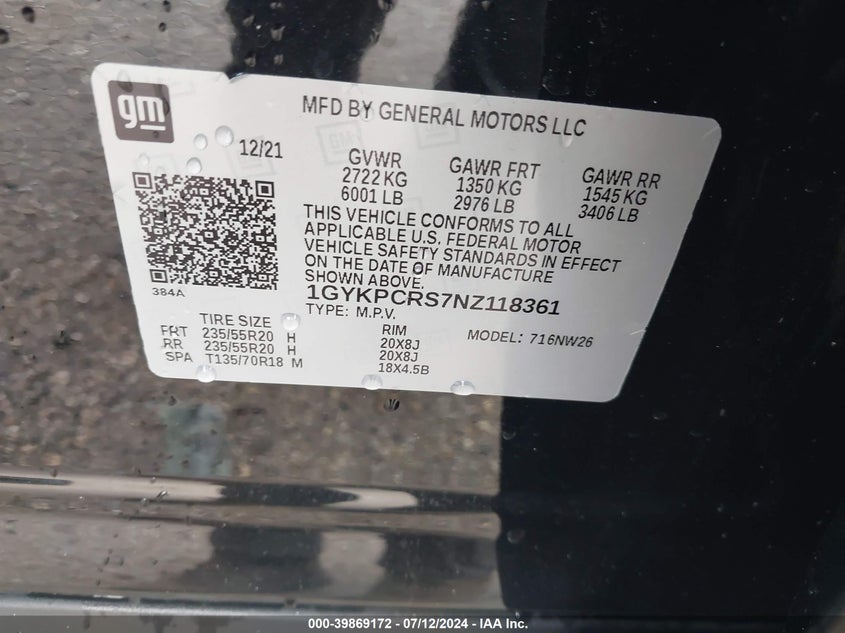 gm
MFD BY GENERAL MOTORS LLC
12/21
GVWR GAWR FRT GAWR RR
2722 KG 1350 KG 1545 KG
6001 LB 2976 LB 3406 LB
THIS VEHICLE CONFORMS TO ALL
APPLICABLE U.S. FEDERAL MOTOR
VEHICLE SAFETY STANDARDS IN EFFECT
ON THE DATE OF MANUFACTURE
SHOWN ABOVE.
384A
1GYKPCRS7NZ118361
TYPE: M.P.V. MODEL: 716NW26
TIRE SIZE RIM
FRT 235/55R20 H 20X8J
RR 235/55R20 H 20X8J
SPA T135/70R18 M 18X4.5B
000-39869172 - 07/12/2024 - IAA Inc.